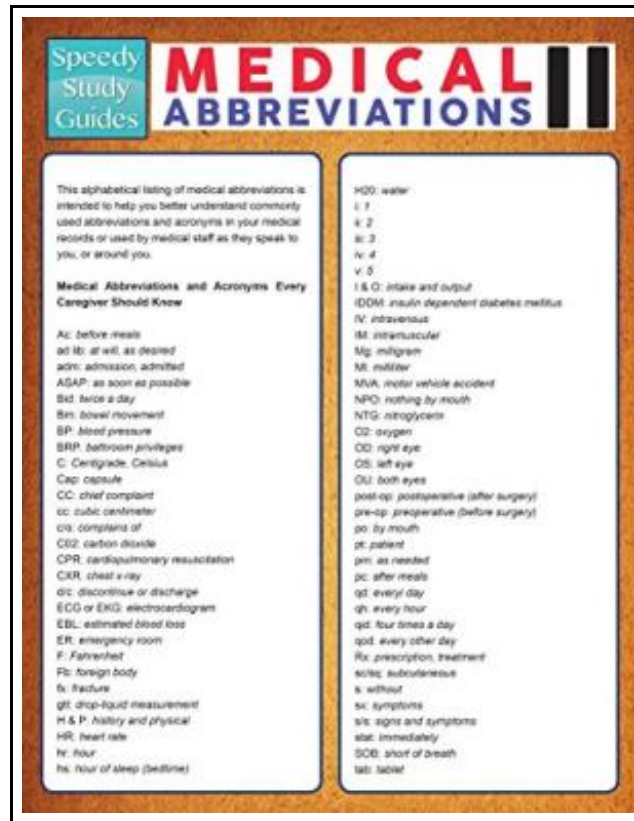 Speedy
Study
Guides
MEDICAL
ABBREVIATIONS
II
This alphabetical listing of medical abbreviations is
intended to help you better understand commonly
used abbreviations and acronyms in your medical
records or used by medical staff as they speak to
you, or around you.
Medical Abbreviations and Acronyms Every
Caregiver Should Know
Ac: before meals
ad lib: at will, as desired
adm: admission, admitted
ASAP: as soon as possible
Bid: twice a day
Bm: bowel movement
BP: blood pressure
BRP: bathroom privileges
C: Centigrade, Celsius
Cap: capsule
CC: chief complaint
cc: cubic centimeter
c/o: complains of
C02: carbon dioxide
CPR: cardiopulmonary resuscitation
CXR: chest x-ray
d/c: discontinue or discharge
ECG or EKG: electrocardiogram
EBL: estimated blood loss
ER: emergency room
F: Fahrenheit
Fb: foreign body
fx: fracture
gtt: drop-liquid measurement
H & P: history and physical
HR: heart rate
hr: hour
hs: hour of sleep (bedtime)
H20: water
i: 1
ii: 2
iii: 3
iv: 4
v: 5
I & O: intake and output
IDDM: insulin dependent diabetes mellitus
IV: intravenous
IM: intramuscular
Mg: milligram
Ml: milliliter
MVA: motor vehicle accident
NPO: nothing by mouth
NTG: nitroglycerin
O2: oxygen
OD: right eye
OS: left eye
OU: both eyes
post-op: postoperative (after surgery)
pre-op: preoperative (before surgery)
po: by mouth
pt: patient
prn: as needed
pc: after meals
qd: everyl day
qh: every hour
qid: four times a day
qod: every other day
Rx: prescription, treatment
sc/sq: subcutaneous
s: without
sx: symptoms
s/s: signs and symptoms
stat: immediately
SOB: short of breath
tab: tablet